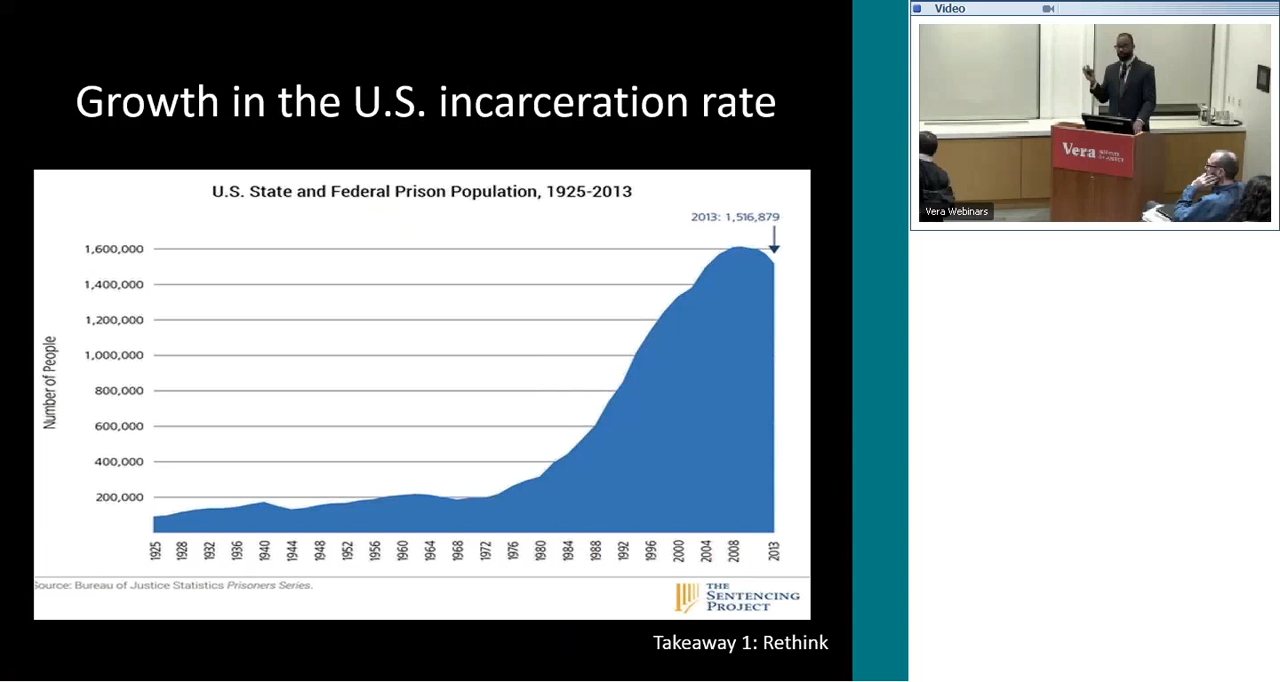 Growth in the U.S. incarceration rate
U.S. State and Federal Prison Population, 1925-2013
2013: 1,516,879
1,600,000
1,400,000
1,200,000
1,000,000
800,000
600,000
400,000
200,000
Number of People
1925 1928 1932 1936 1940 1944 1948 1952 1956 1960 1964 1968 1972 1976 1980 1984 1988 1992 1996 2000 2004 2008 2013
Source: Bureau of Justice Statistics Prisoners Series.
THE
SENTENCING
PROJECT
Takeaway 1: Rethink
Video
Vera
Vera Webinars